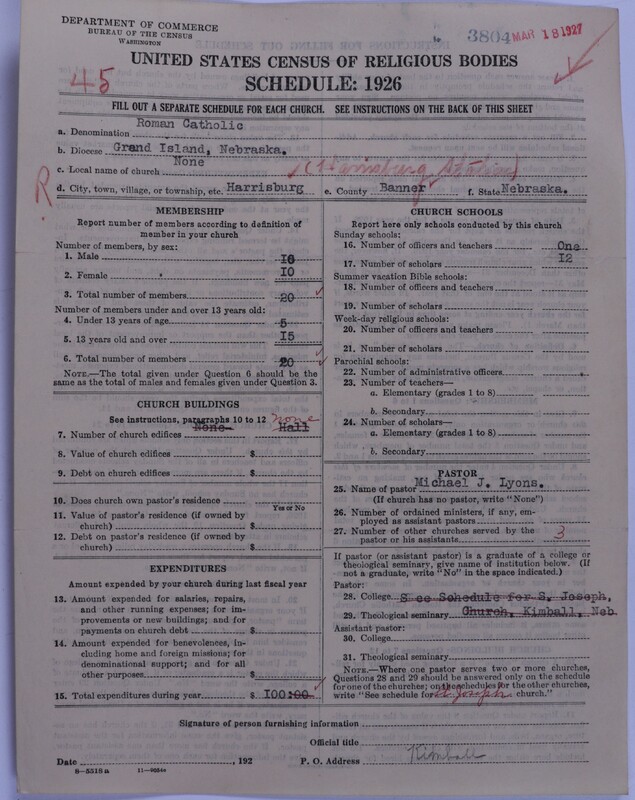 DEPARTMENT OF COMMERCE
BUREAU OF THE CENSUS
WASHINGTON
3804 MAR 18 1927
UNITED STATES CENSUS OF RELIGIOUS BODIES
45
SCHEDULE: 1926
FILL OUT A SEPARATE SCHEDULE FOR EACH CHURCH. SEE INSTRUCTIONS ON THE BACK OF THIS SHEET
a. Denomination Roman Catholic
b. Diocese Grand Island, Nebraska.
c. Local name of church None (Harrisburg Station)
R
d. City, town, village, or township, etc. Harrisburg e. County Banner f. State Nebraska.
MEMBERSHIP
Report number of members according to definition of
member in your church
Number of members, by sex:
1. Male 10
2. Female 10
3. Total number of members 20
Number of members under and over 13 years old:
4. Under 13 years of age 5
5. 13 years old and over 15
6. Total number of members 20
NOTE.—The total given under Question 6 should be the
same as the total of males and females given under Question 3.
CHURCH BUILDINGS
See instructions, paragraphs 10 to 12 none
7. Number of church edifices None Hall
8. Value of church edifices $
9. Debt on church edifices $
10. Does church own pastor's residence
Yes or No
11. Value of pastor's residence (if owned by
church) $
12. Debt on pastor's residence (if owned by
church) $
EXPENDITURES
Amount expended by your church during last fiscal year
13. Amount expended for salaries, repairs,
and other running expenses; for im-
provements or new buildings; and for
payments on church debt $
14. Amount expended for benevolences, in-
cluding home and foreign missions; for
denominational support; and for all
other purposes $
15. Total expenditures during year $ 100:00
CHURCH SCHOOLS
Report here only schools conducted by this church
Sunday schools:
16. Number of officers and teachers One
17. Number of scholars 12
Summer vacation Bible schools:
18. Number of officers and teachers
19. Number of scholars
Week-day religious schools:
20. Number of officers and teachers
21. Number of scholars
Parochial schools:
22. Number of administrative officers
23. Number of teachers—
a. Elementary (grades 1 to 8)
b. Secondary
24. Number of scholars—
a. Elementary (grades 1 to 8)
b. Secondary
PASTOR
25. Name of pastor Michael J. Lyons.
(If church has no pastor, write "None")
26. Number of ordained ministers, if any, em-
ployed as assistant pastors
27. Number of other churches served by the
pastor or his assistants 3
If pastor (or assistant pastor) is a graduate of a college or
theological seminary, give name of institution below. (If
not a graduate, write "No" in the space indicated.)
Pastor:
28. College See Schedule for S. Joseph,
29. Theological seminary Church, Kimball, Neb
Assistant pastor:
30. College
31. Theological seminary
NOTE.—Where one pastor serves two or more churches,
Questions 28 and 29 should be answered only on the schedule
for one of the churches; on the schedules for the other churches,
write "See schedule for St Joseph church."
Signature of person furnishing information
Official title
Date , 192 P. O. Address Kimball
8—5518a 11—9054a